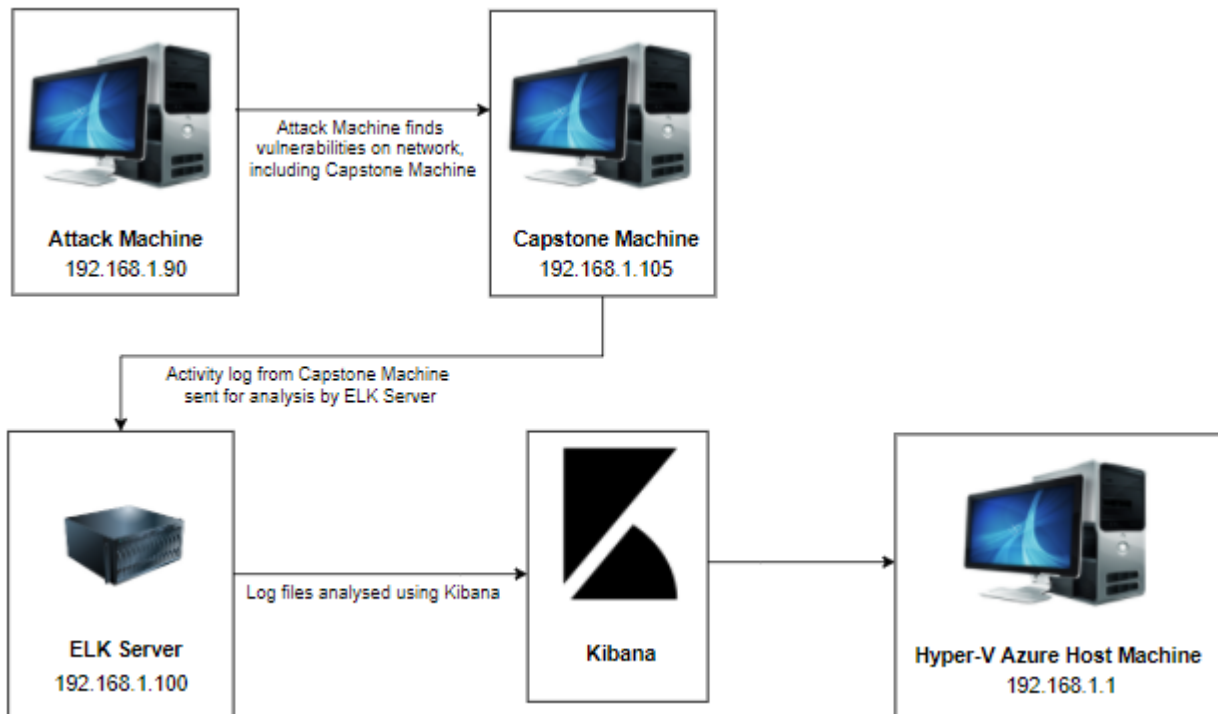 Attack Machine finds
vulnerabilities on network,
including Capstone Machine
Attack Machine
192.168.1.90
Capstone Machine
192.168.1.105
Activity log from Capstone Machine
sent for analysis by ELK Server
Log files analysed using Kibana
ELK Server
192.168.1.100
Kibana
Hyper-V Azure Host Machine
192.168.1.1